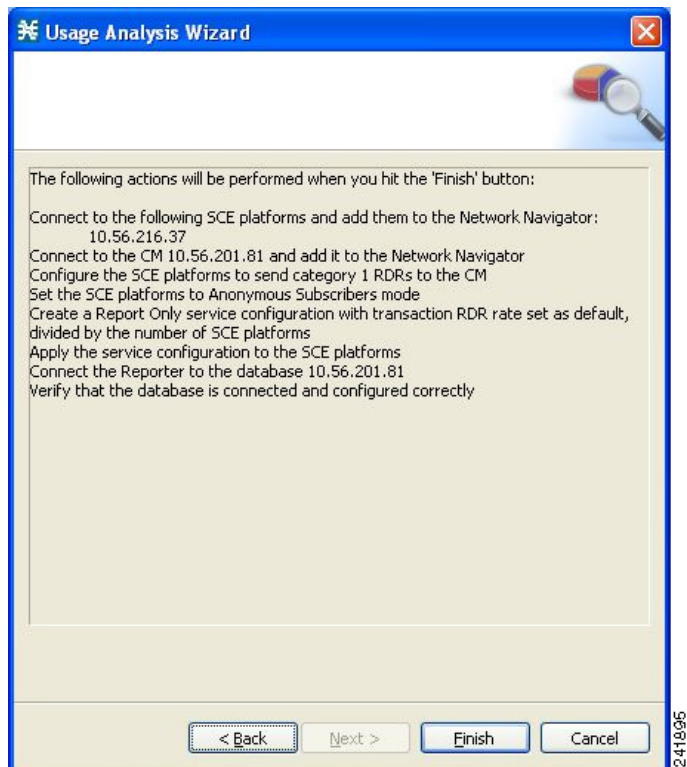 Usage Analysis Wizard
The following actions will be performed when you hit the 'Finish' button:
Connect to the following SCE platforms and add them to the Network Navigator:
10.56.216.37
Connect to the CM 10.56.201.81 and add it to the Network Navigator
Configure the SCE platforms to send category 1 RDRs to the CM
Set the SCE platforms to Anonymous Subscribers mode
Create a Report Only service configuration with transaction RDR rate set as default,
divided by the number of SCE platforms
Apply the service configuration to the SCE platforms
Connect the Reporter to the database 10.56.201.81
Verify that the database is connected and configured correctly
< Back Next > Finish Cancel
241895